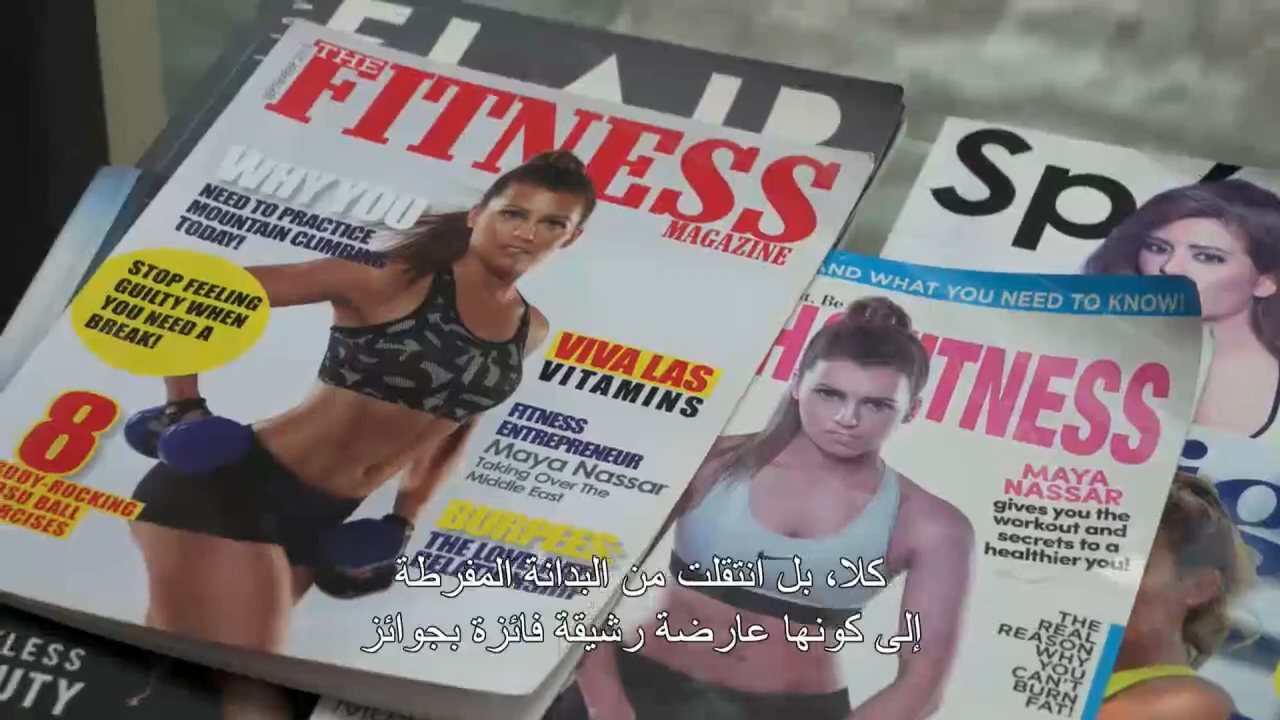 FLAIR
THE
FITNESS
MAGAZINE
WHY YOU
NEED TO PRACTICE
MOUNTAIN CLIMBING
TODAY!
STOP FEELING
GUILTY WHEN
YOU NEED A
BREAK!
8
BODY-ROCKING
EXERCISES
VIVA LAS
VITAMINS
FITNESS
ENTREPRENEUR
Maya Nassar
Taking Over The
Middle East
BURPEES:
THE LOVE
AND WHAT YOU NEED TO KNOW!
FITNESS
MAYA
NASSAR
gives you the
workout and
secrets to a
healthier you!
THE
REAL
REASON
WHY
YOU
CAN'T
BURN
FAT!
كلا، بل انتقلت من البدانة المفرطة
إلى كونها عارضة رشيقة فائزة بجوائز